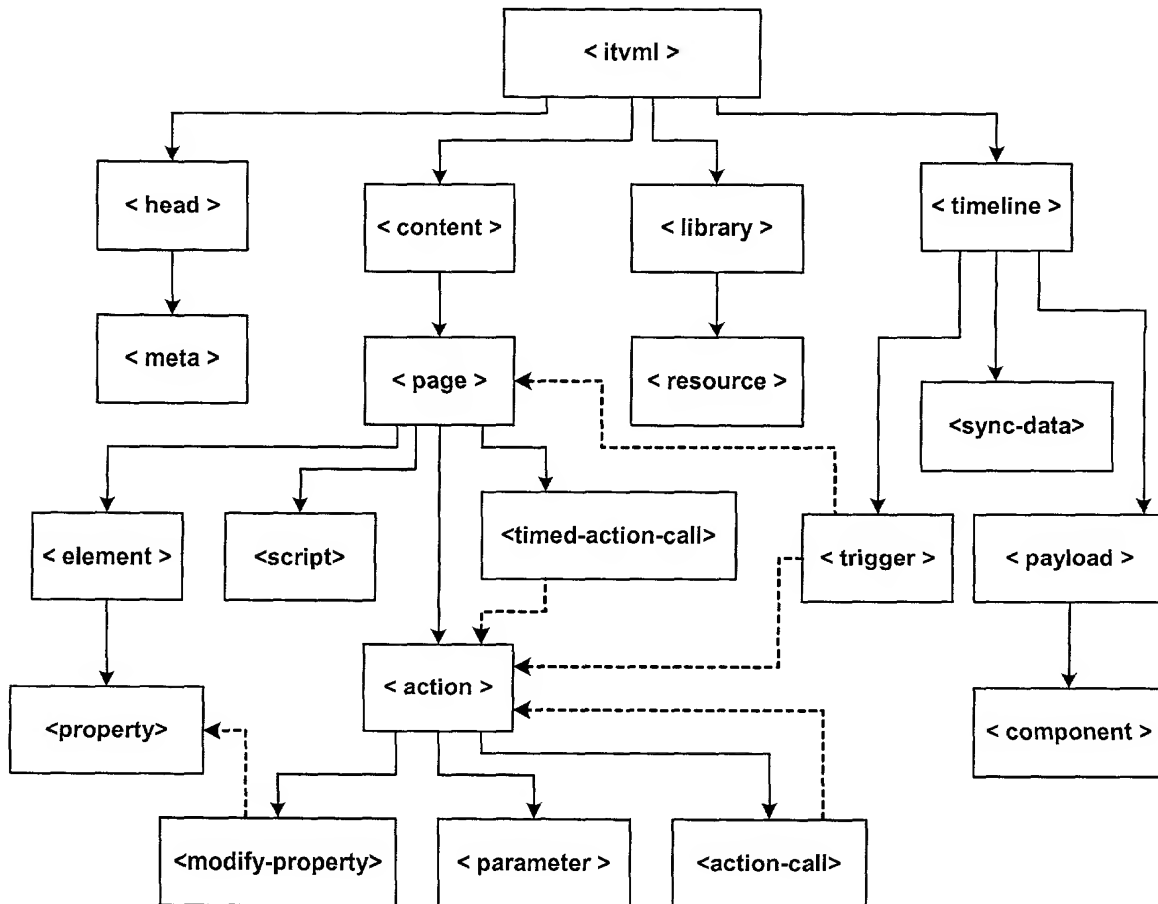 < itvml >
< head >
< content >
< library >
< timeline >
< meta >
< page >
< resource >
<sync-data>
< element >
<script>
<timed-action-call>
< trigger >
< payload >
< action >
<property>
< component >
<modify-property>
< parameter >
<action-call>